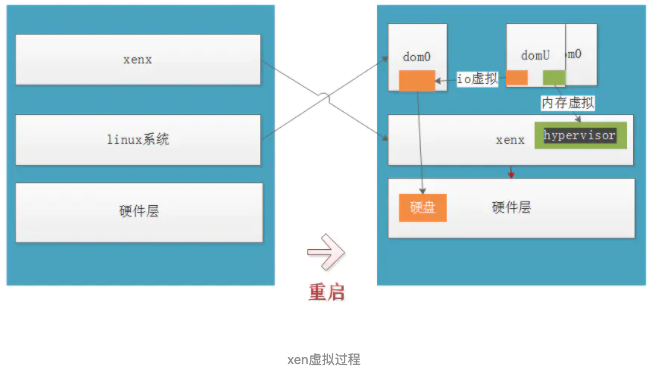 xenx
linux系统
硬件层
重启
dom0
domU
om0
io虚拟
内存虚拟
xenx
hypervisor
硬盘
硬件层
xen虚拟过程